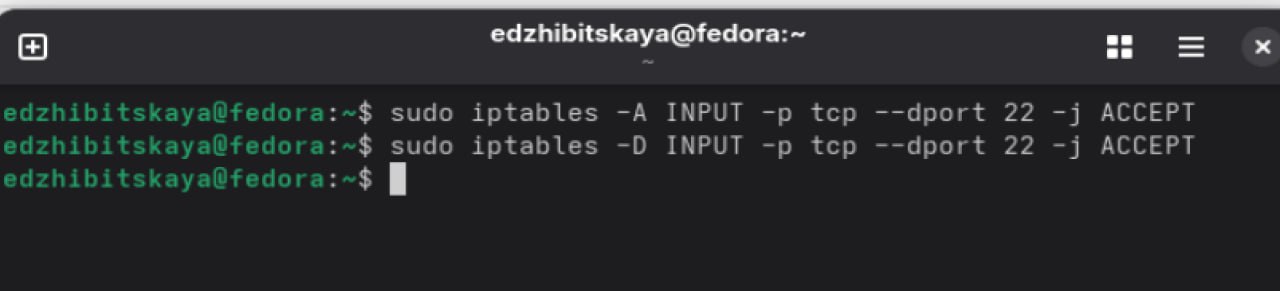 edzhibitskaya@fedora:~
~
edzhibitskaya@fedora:~$ sudo iptables -A INPUT -p tcp --dport 22 -j ACCEPT
edzhibitskaya@fedora:~$ sudo iptables -D INPUT -p tcp --dport 22 -j ACCEPT
edzhibitskaya@fedora:~$